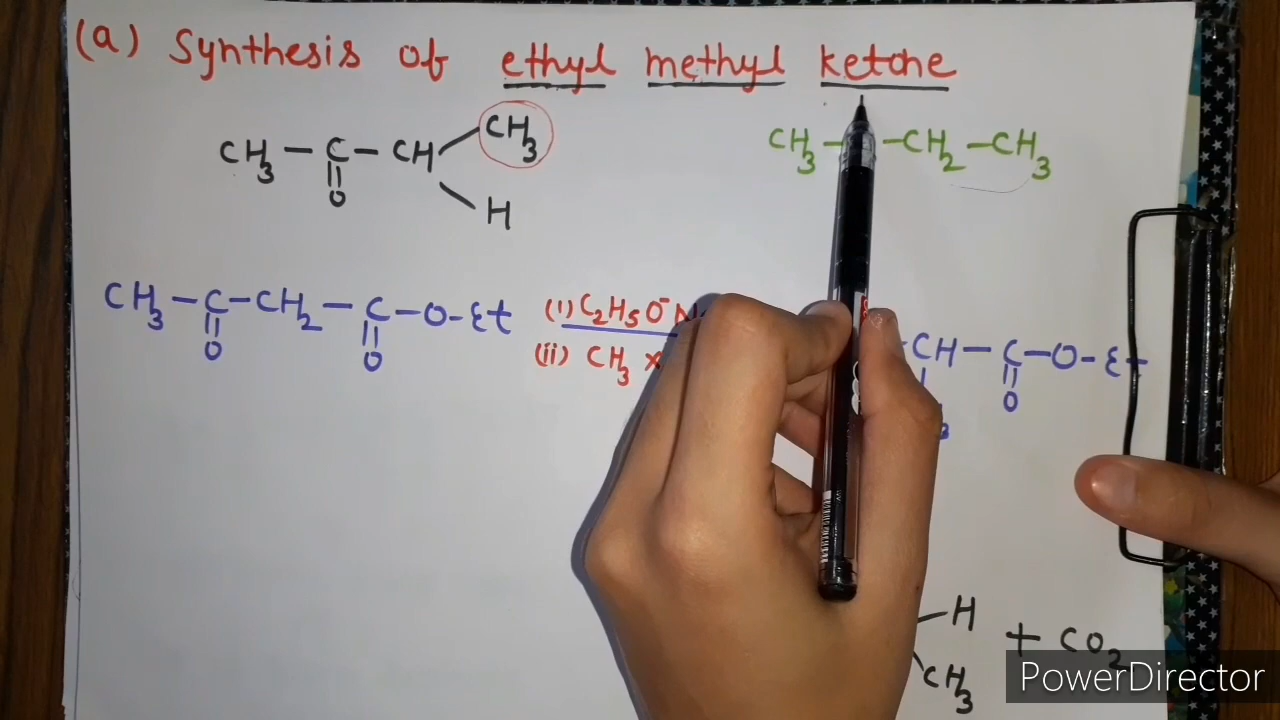 (a) Synthesis of ethyl methyl ketone
CH3 – C – CH CH3
O H
CH3 – –CH2 –CH3
CH3 –C–CH2 – C –O–Et (i) C2H5O⁻ –CH – C –O–Et
O O (ii) CH3 x O
3
H
CH3 + CO2
PowerDirector